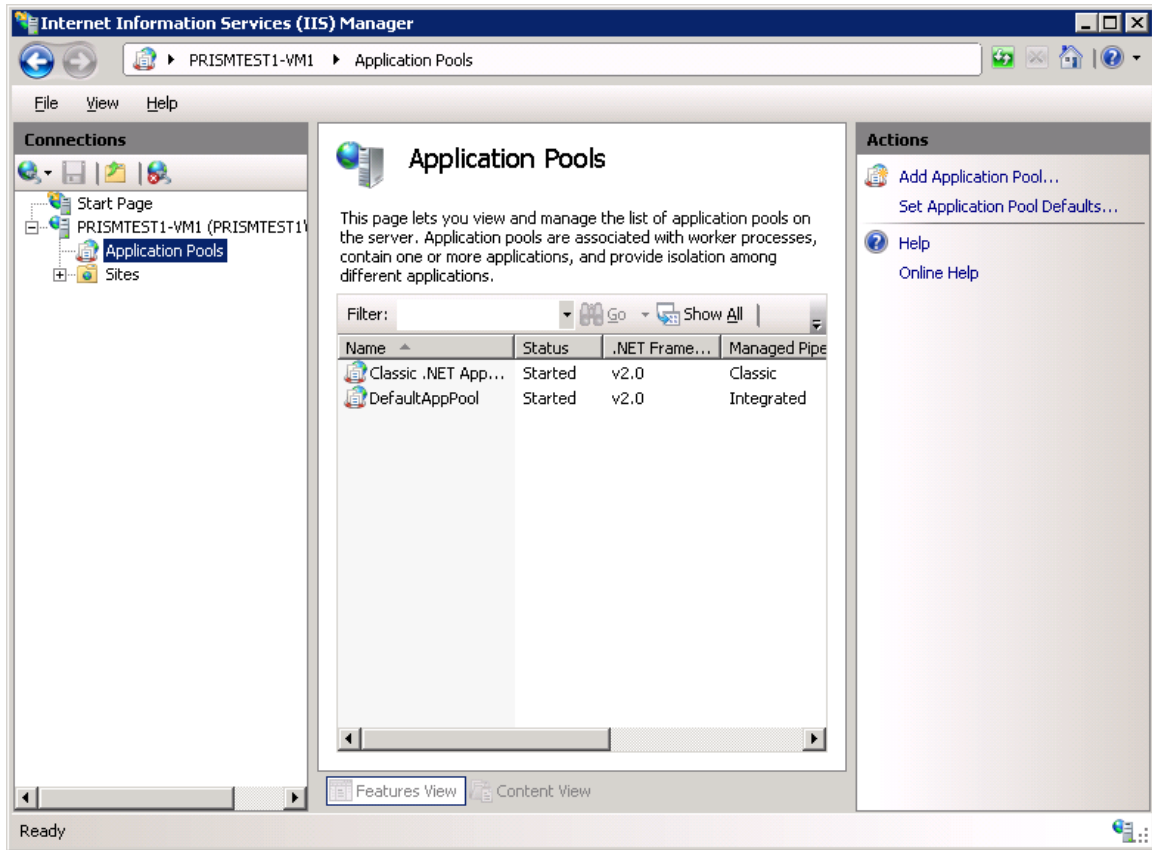 Internet Information Services (IIS) Manager
PRISMTEST1-VM1 Application Pools
File View Help
Connections
Start Page
PRISMTEST1-VM1 (PRISMTEST1\
Application Pools
Sites
Application Pools
This page lets you view and manage the list of application pools on
the server. Application pools are associated with worker processes,
contain one or more applications, and provide isolation among
different applications.
Filter: Go Show All
Name Status .NET Frame... Managed Pipe
Classic .NET App... Started v2.0 Classic
DefaultAppPool Started v2.0 Integrated
Features View Content View
Actions
Add Application Pool...
Set Application Pool Defaults...
Help
Online Help
Ready